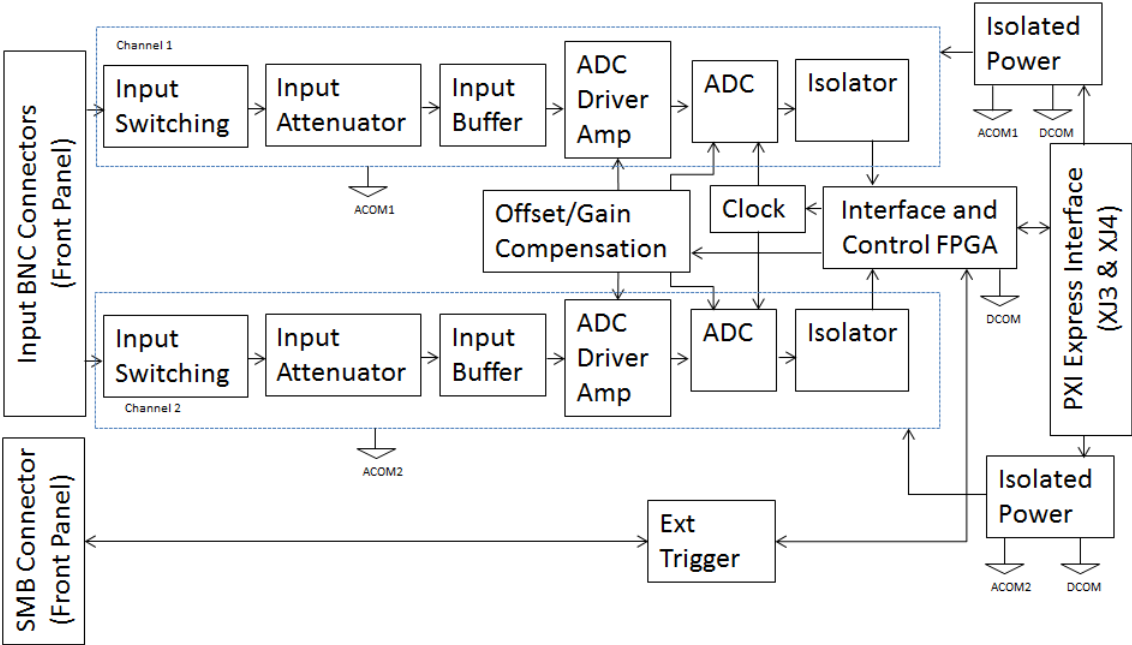 Input BNC Connectors
(Front Panel)
Channel 1
Input
Switching
Input
Attenuator
Input
Buffer
ADC
Driver
Amp
ADC
Isolator
Isolated
Power
ACOM1
DCOM
ACOM1
Offset/Gain
Compensation
Clock
Interface and
Control FPGA
DCOM
PXI Express Interface
(XJ3 & XJ4)
Input
Switching
Input
Attenuator
Input
Buffer
ADC
Driver
Amp
ADC
Isolator
Channel 2
ACOM2
Isolated
Power
ACOM2
DCOM
SMB Connector
(Front Panel)
Ext
Trigger